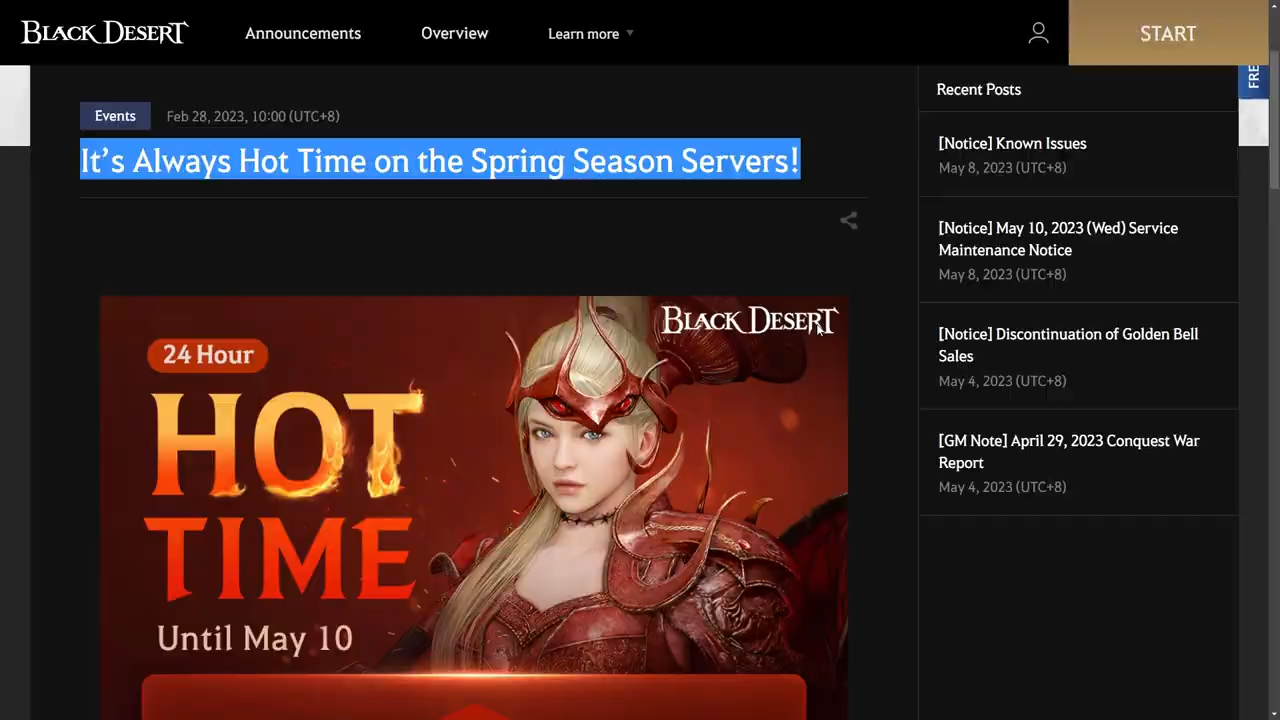 BLACK DESERT
Announcements
Overview
Learn more
START
FRE
Events
Feb 28, 2023, 10:00 (UTC+8)
It's Always Hot Time on the Spring Season Servers!
BLACK DESERT
24 Hour
HOT
TIME
Until May 10
Recent Posts
[Notice] Known Issues
May 8, 2023 (UTC+8)
[Notice] May 10, 2023 (Wed) Service
Maintenance Notice
May 8, 2023 (UTC+8)
[Notice] Discontinuation of Golden Bell
Sales
May 4, 2023 (UTC+8)
[GM Note] April 29, 2023 Conquest War
Report
May 4, 2023 (UTC+8)